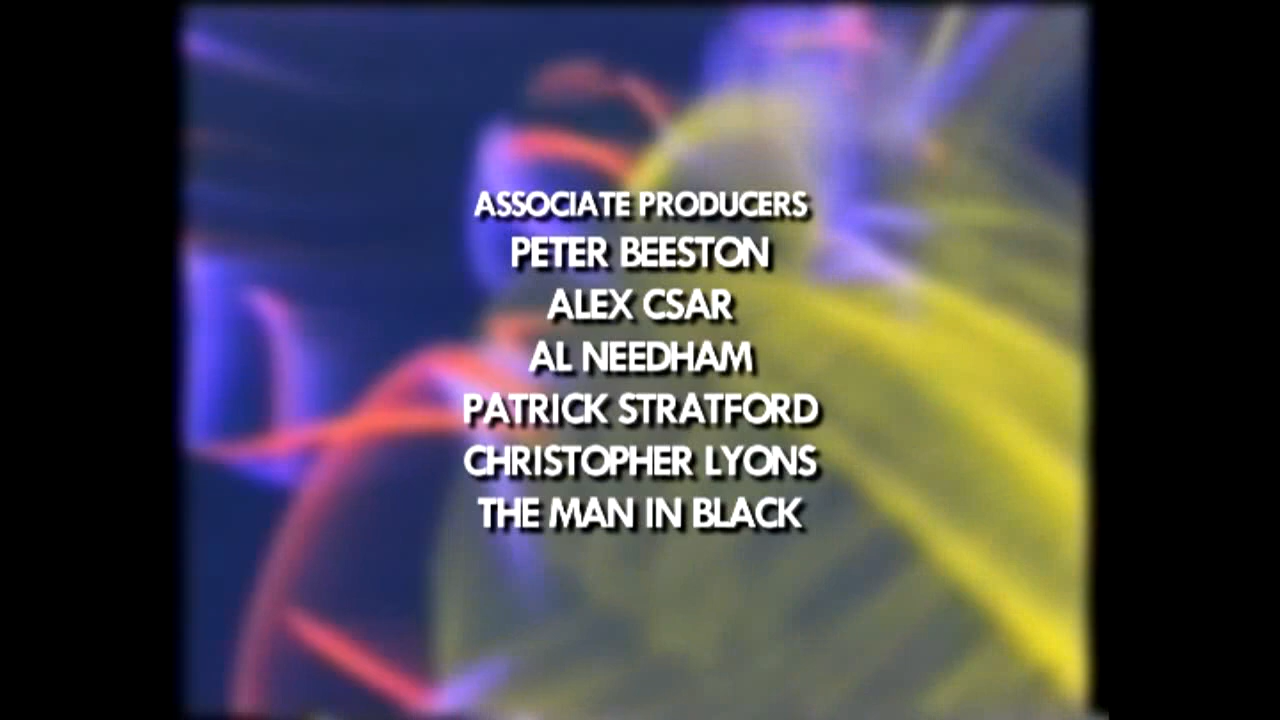 ASSOCIATE PRODUCERS
PETER BEESTON
ALEX CSAR
AL NEEDHAM
PATRICK STRATFORD
CHRISTOPHER LYONS
THE MAN IN BLACK